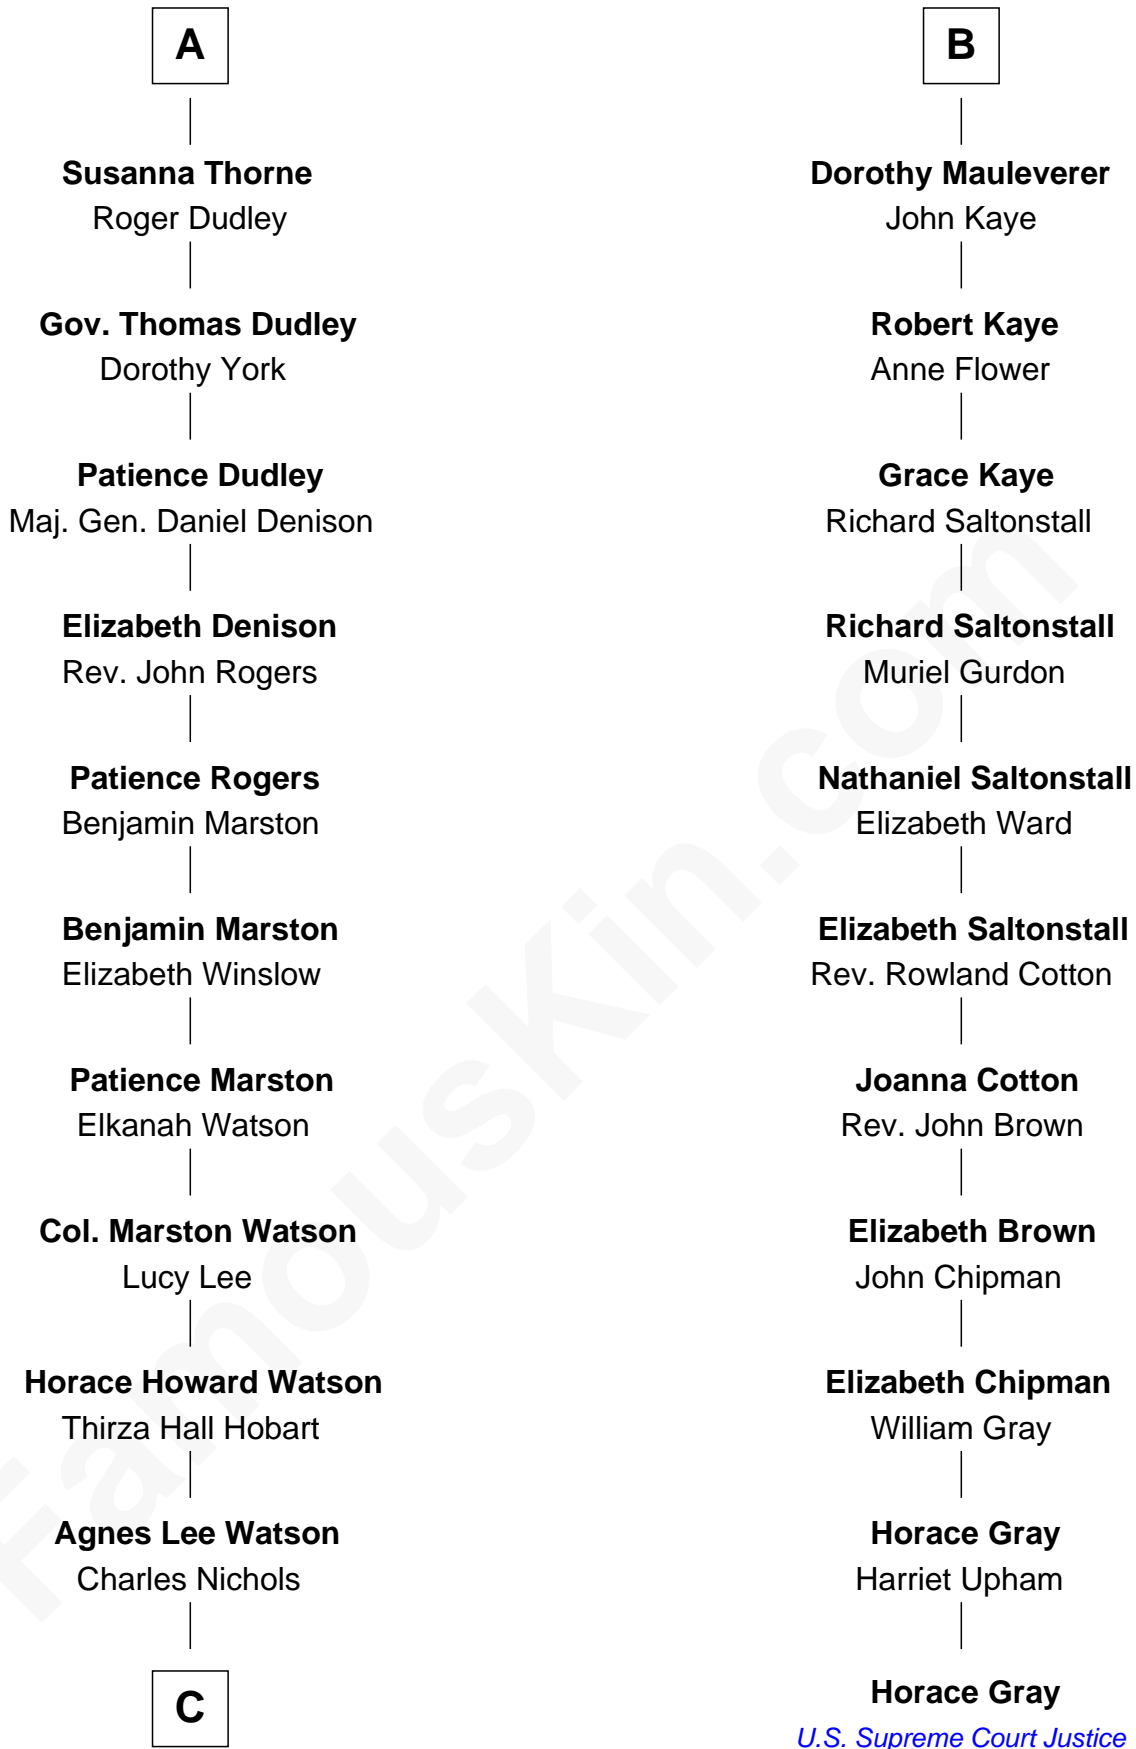 A
Susanna Thorne
Roger Dudley
Gov. Thomas Dudley
Dorothy York
Patience Dudley
Maj. Gen. Daniel Denison
Elizabeth Denison
Rev. John Rogers
Patience Rogers
Benjamin Marston
Benjamin Marston
Elizabeth Winslow
Patience Marston
Elkanah Watson
Col. Marston Watson
Lucy Lee
Horace Howard Watson
Thirza Hall Hobart
Agnes Lee Watson
Charles Nichols
C
B
Dorothy Mauleverer
John Kaye
Robert Kaye
Anne Flower
Grace Kaye
Richard Saltonstall
Richard Saltonstall
Muriel Gurdon
Nathaniel Saltonstall
Elizabeth Ward
Elizabeth Saltonstall
Rev. Rowland Cotton
Joanna Cotton
Rev. John Brown
Elizabeth Brown
John Chipman
Elizabeth Chipman
William Gray
Horace Gray
Harriet Upham
Horace Gray
U.S. Supreme Court Justice
FamousKin.com